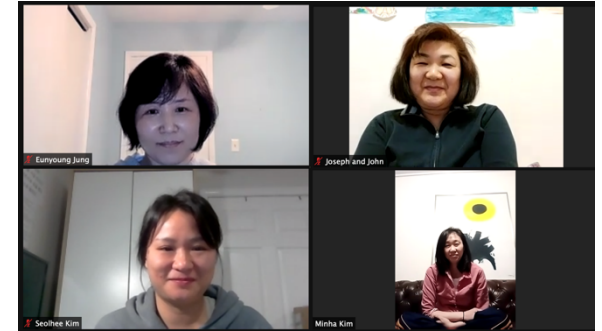 Eunyoung Jung
Joseph and John
Seolhee Kim
Minha Kim